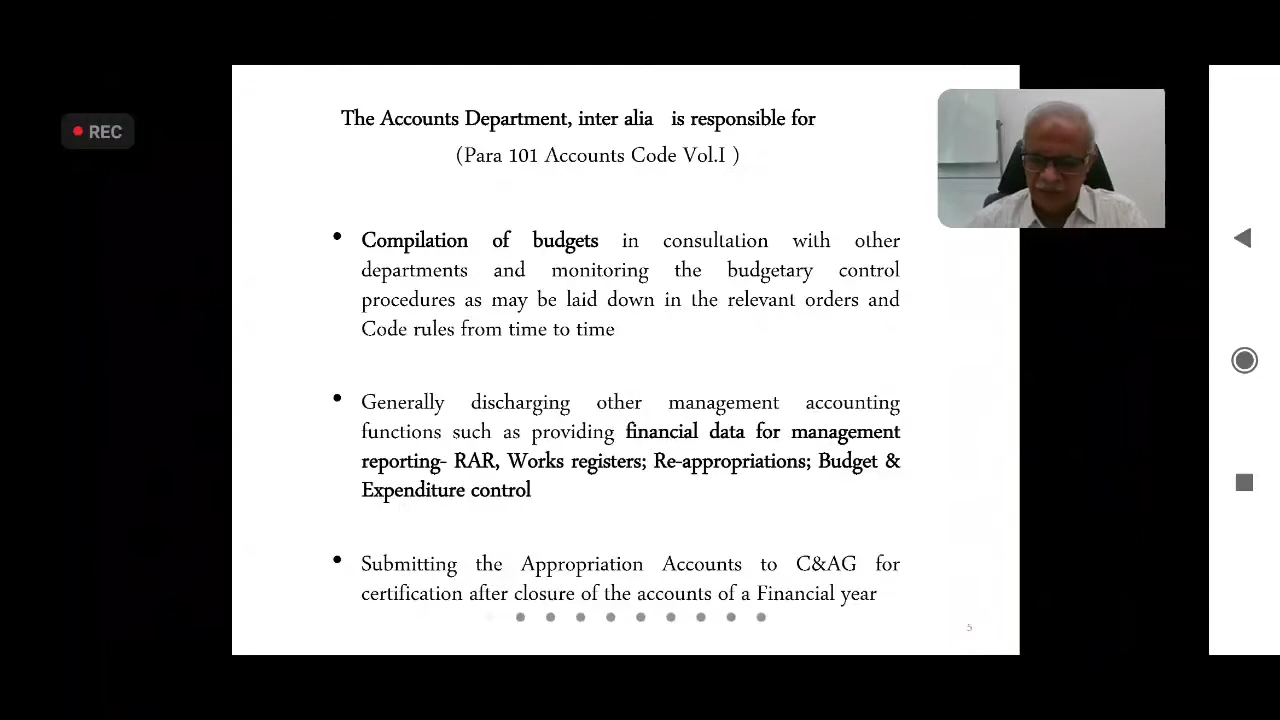 REC
The Accounts Department, inter alia is responsible for
(Para 101 Accounts Code Vol.I )
• Compilation of budgets in consultation with other
departments and monitoring the budgetary control
procedures as may be laid down in the relevant orders and
Code rules from time to time
• Generally discharging other management accounting
functions such as providing financial data for management
reporting- RAR, Works registers; Re-appropriations; Budget &
Expenditure control
• Submitting the Appropriation Accounts to C&AG for
certification after closure of the accounts of a Financial year
5